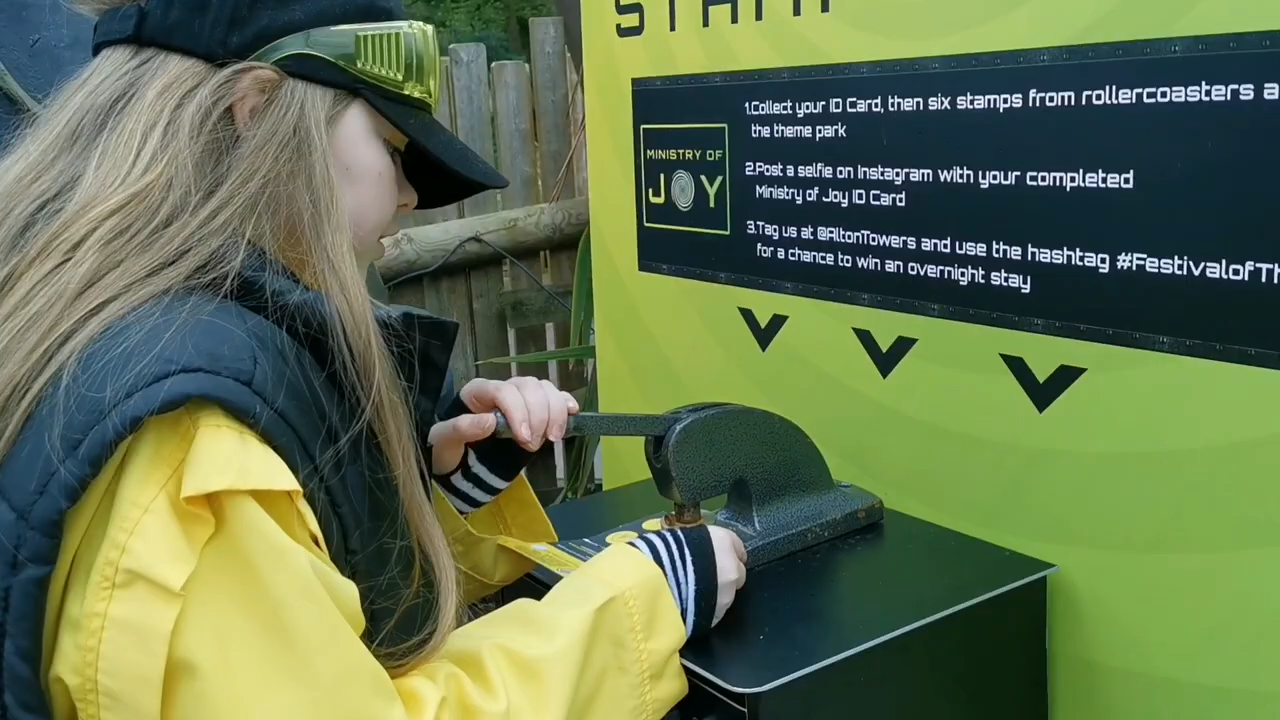 STAMP
1.Collect your ID Card, then six stamps from rollercoasters a
the theme park
MINISTRY OF
JOY
2.Post a selfie on Instagram with your completed
Ministry of Joy ID Card
3.Tag us at @AltonTowers and use the hashtag #FestivalofTh
for a chance to win an overnight stay